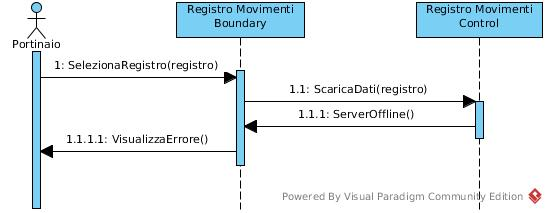 Registro Movimenti
Boundary
Registro Movimenti
Control
Portinaio
1: SelezionaRegistro(registro)
1.1: ScaricaDati(registro)
1.1.1: ServerOffline()
1.1.1.1: VisualizzaErrore()
Powered By Visual Paradigm Community Edition